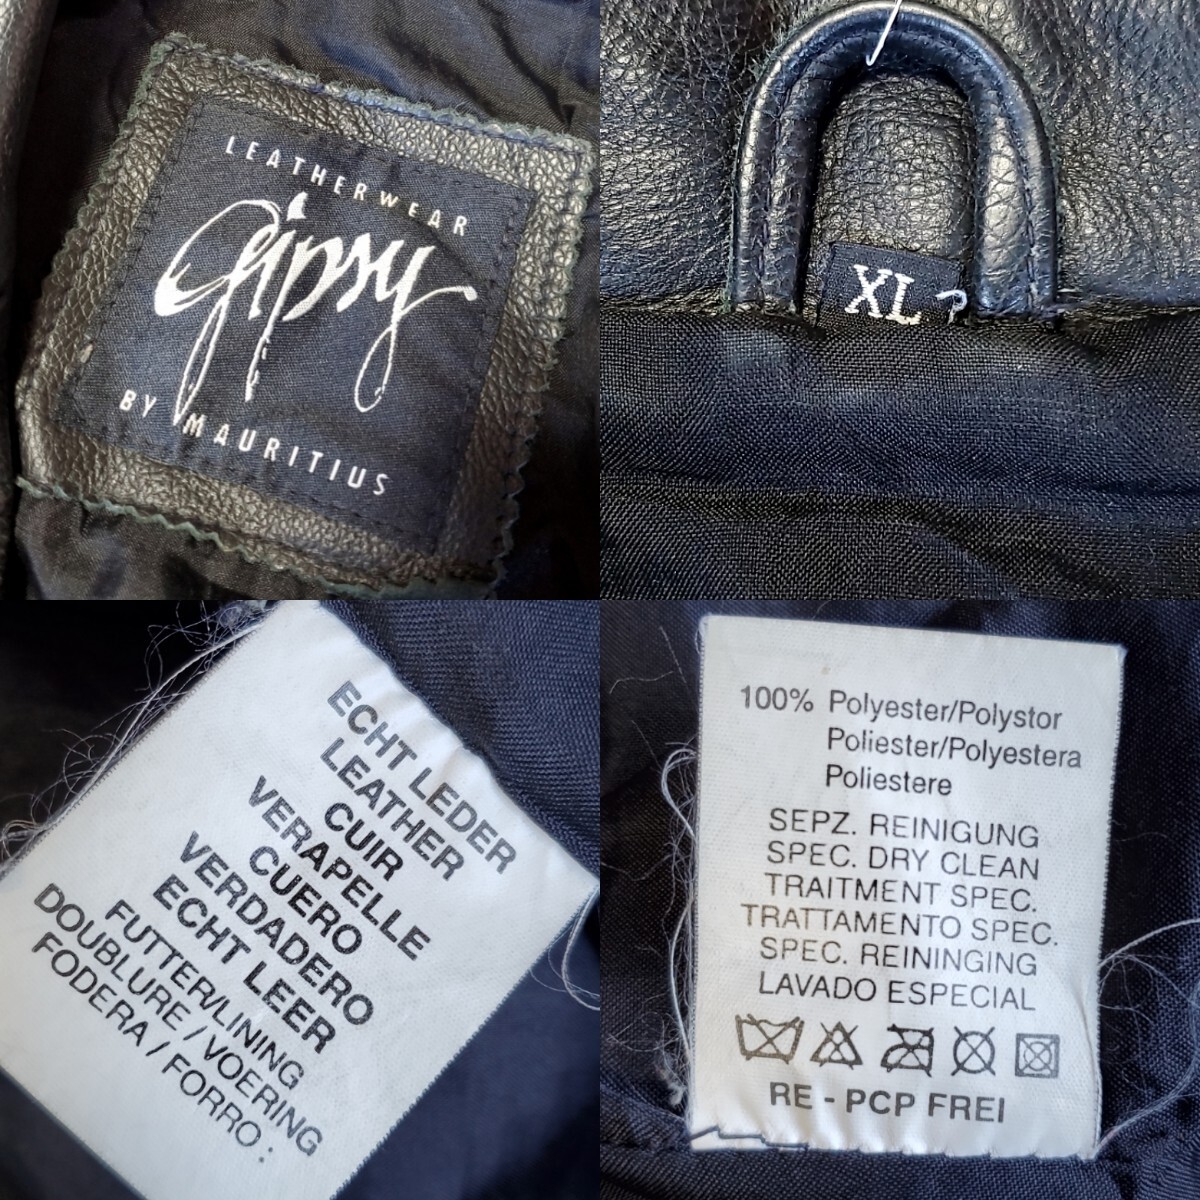 LEATHERWEAR
Gipsy
BY MAURITIUS
XL
ECHT LEDER
LEATHER
CUIR
VERAPELLE
CUERO
VERDADERO
ECHT LEER
FUTTER/LINING
DOUBLURE / VOERING
FODERA / FORRO :
100% Polyester/Polystor
Poliester/Polyestera
Poliestere
SEPZ. REINIGUNG
SPEC. DRY CLEAN
TRAITMENT SPEC.
TRATTAMENTO SPEC.
SPEC. REININGING
LAVADO ESPECIAL
RE - PCP FREI